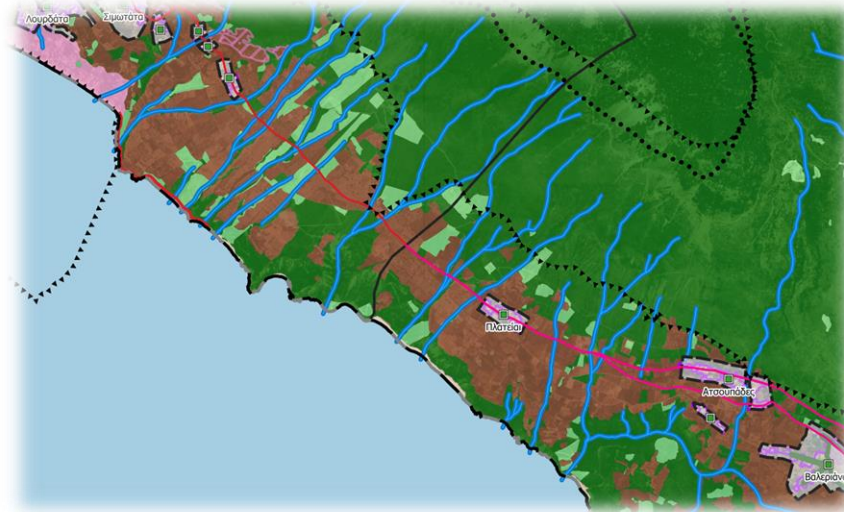 Λουρδάτα
Σιμωτάτα
Πλατείαι
Ατσουπάδες
Βαλεριάνο